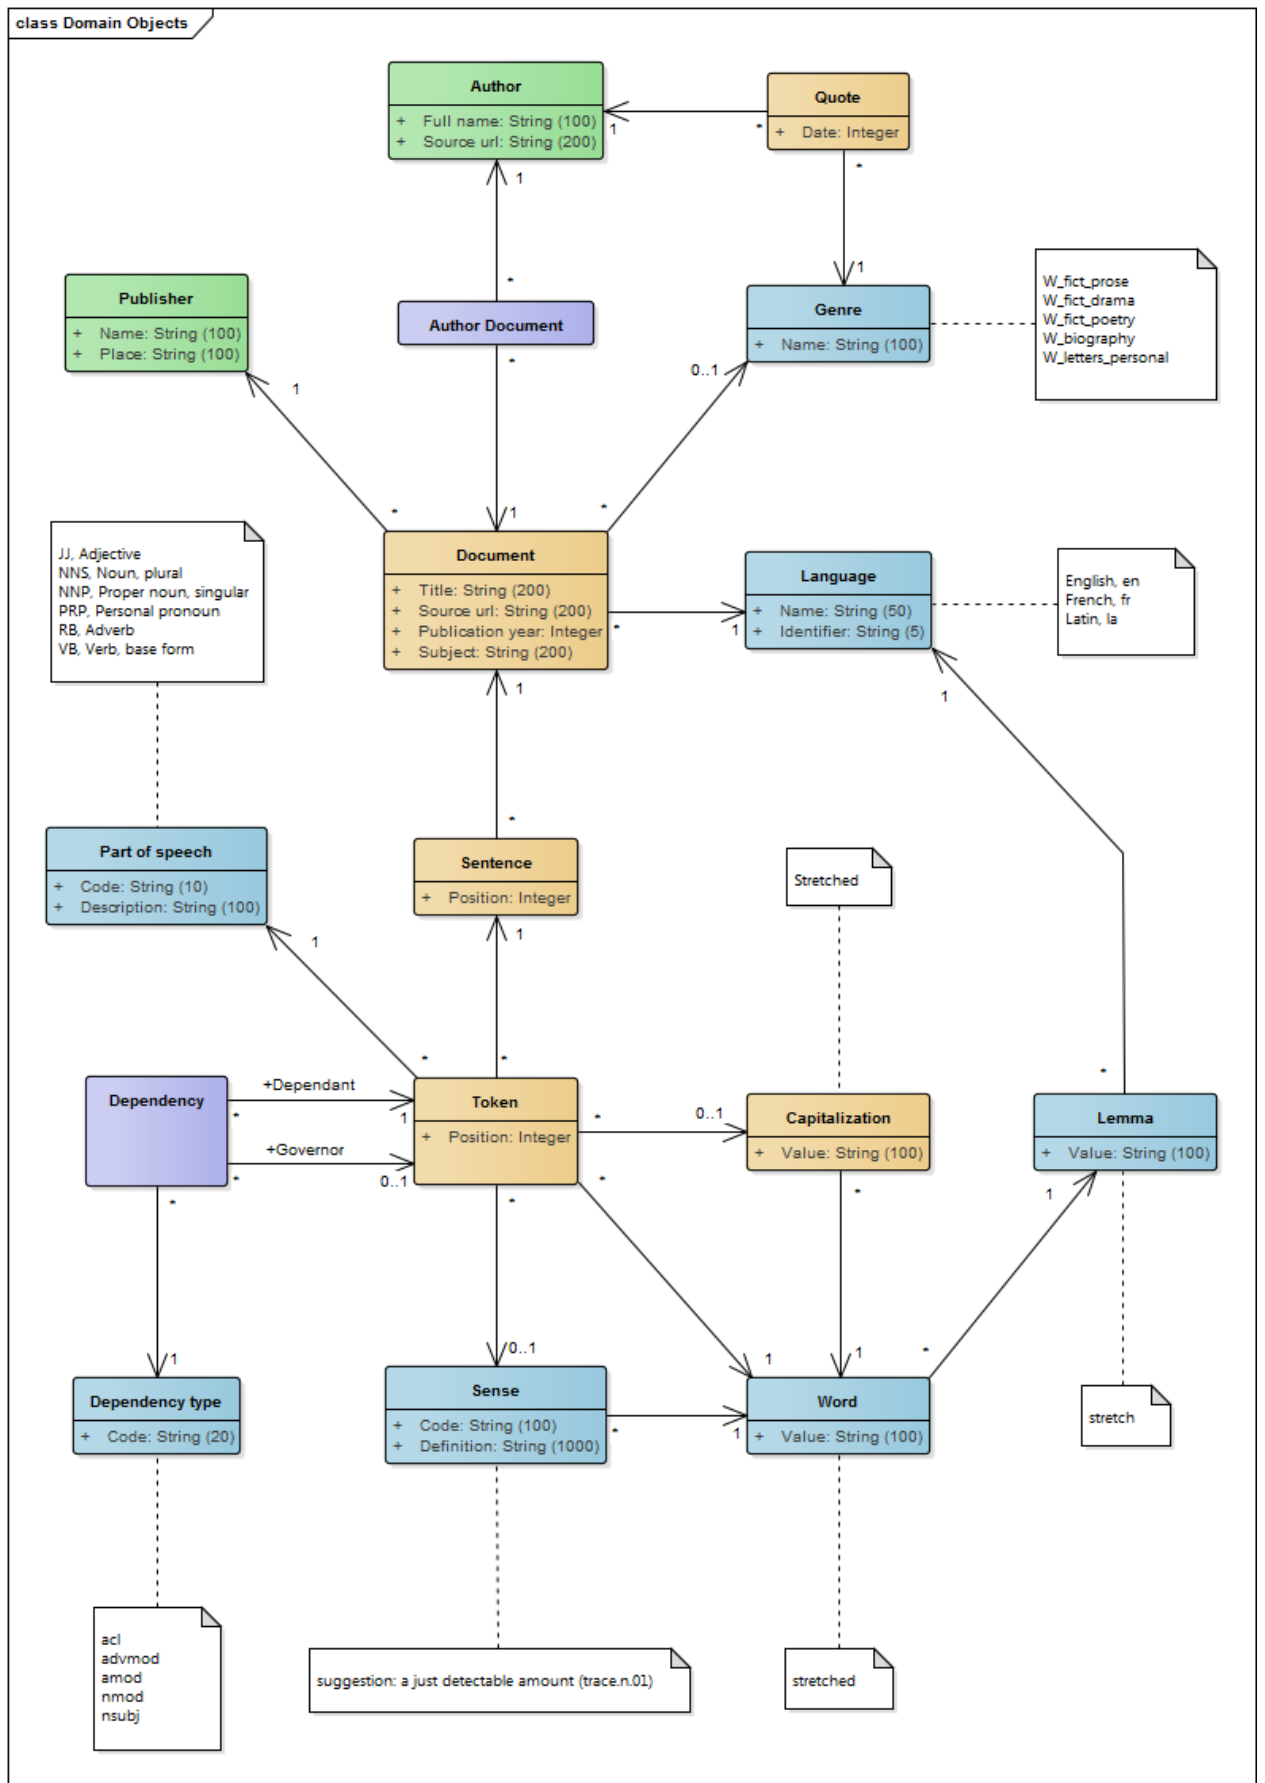 class Domain Objects
Author
+ Full name: String (100)
+ Source url: String (200)
Quote
+ Date: Integer
1
*
1
*
*
1
Publisher
+ Name: String (100)
+ Place: String (100)
Author Document
Genre
+ Name: String (100)
W_fict_prose
W_fict_drama
W_fict_poetry
W_biography
W_letters_personal
1
*
0..1
*
1
*
JJ, Adjective
NNS, Noun, plural
NNP, Proper noun, singular
PRP, Personal pronoun
RB, Adverb
VB, Verb, base form
Document
+ Title: String (200)
+ Source url: String (200)
+ Publication year: Integer
+ Subject: String (200)
Language
+ Name: String (50)
+ Identifier: String (5)
English, en
French, fr
Latin, la
*
1
1
1
*
Part of speech
+ Code: String (10)
+ Description: String (100)
Sentence
+ Position: Integer
Stretched
1
1
*
*
*
Dependency
+Dependant
*
1
+Governor
*
0..1
Token
+ Position: Integer
*
0..1
Capitalization
+ Value: String (100)
Lemma
+ Value: String (100)
*
*
*
*
1
1
0..1
1
1
*
Dependency type
+ Code: String (20)
Sense
+ Code: String (100)
+ Definition: String (1000)
*
1
Word
+ Value: String (100)
stretch
acl
advmod
amod
nmod
nsubj
suggestion: a just detectable amount (trace.n.01)
stretched